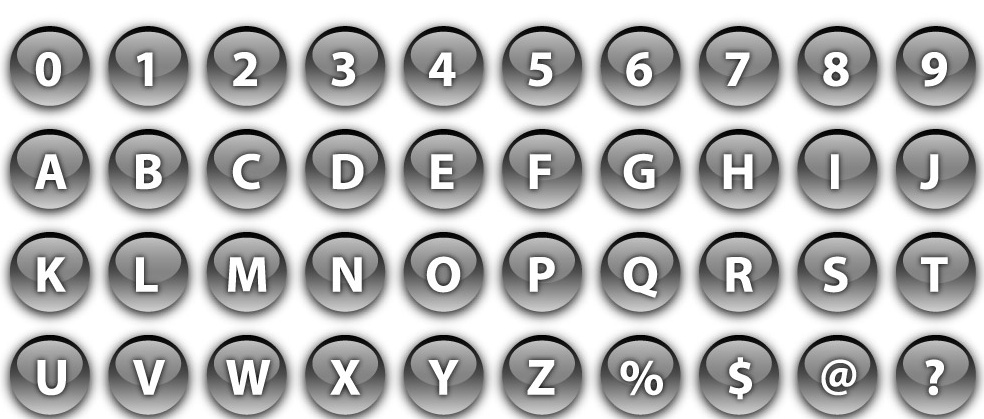 0 1 2 3 4 5 6 7 8 9
A B C D E F G H I J
K L M N O P Q R S T
U V W X Y Z % $ @ ?